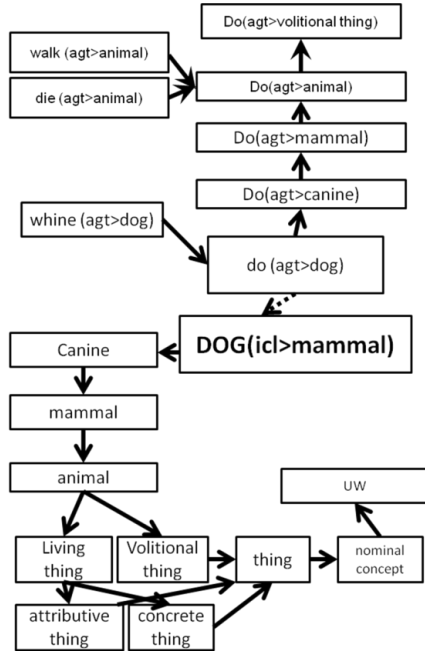 Do(agt>volitional thing)
walk (agt>animal)
die (agt>animal)
Do(agt>animal)
Do(agt>mammal)
Do(agt>canine)
whine (agt>dog)
do (agt>dog)
DOG(icl>mammal)
Canine
mammal
animal
UW
Living
thing
Volitional
thing
thing
nominal
concept
attributive
thing
concrete
thing